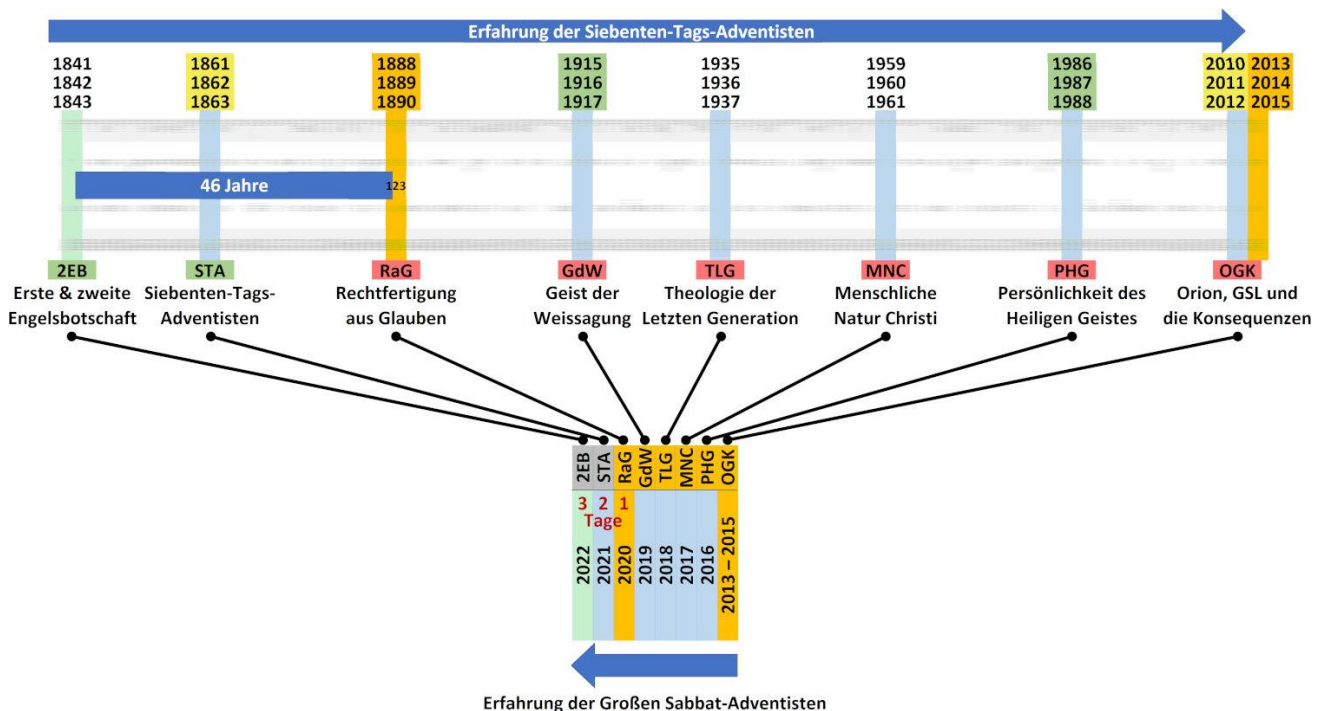 Erfahrung der Siebenten-Tags-Adventisten
1841 1861 1888 1915 1935 1959 1986 2010 2013
1842 1862 1889 1916 1936 1960 1987 2011 2014
1843 1863 1890 1917 1937 1961 1988 2012 2015
46 Jahre 123
2EB STA RaG GdW TLG MNC PHG OGK
Erste & zweite Siebenten-Tags- Rechtfertigung Geist der Theologie der Menschliche Persönlichkeit des Orion, GSL und
Engelsbotschaft Adventisten aus Glauben Weissagung Letzten Generation Natur Christi Heiligen Geistes die Konsequenzen
2EB STA RaG GdW TLG MNC PHG OGK
3 2 1
Tage
2022 2021 2020 2019 2018 2017 2016 2013 – 2015
Erfahrung der Großen Sabbat-Adventisten